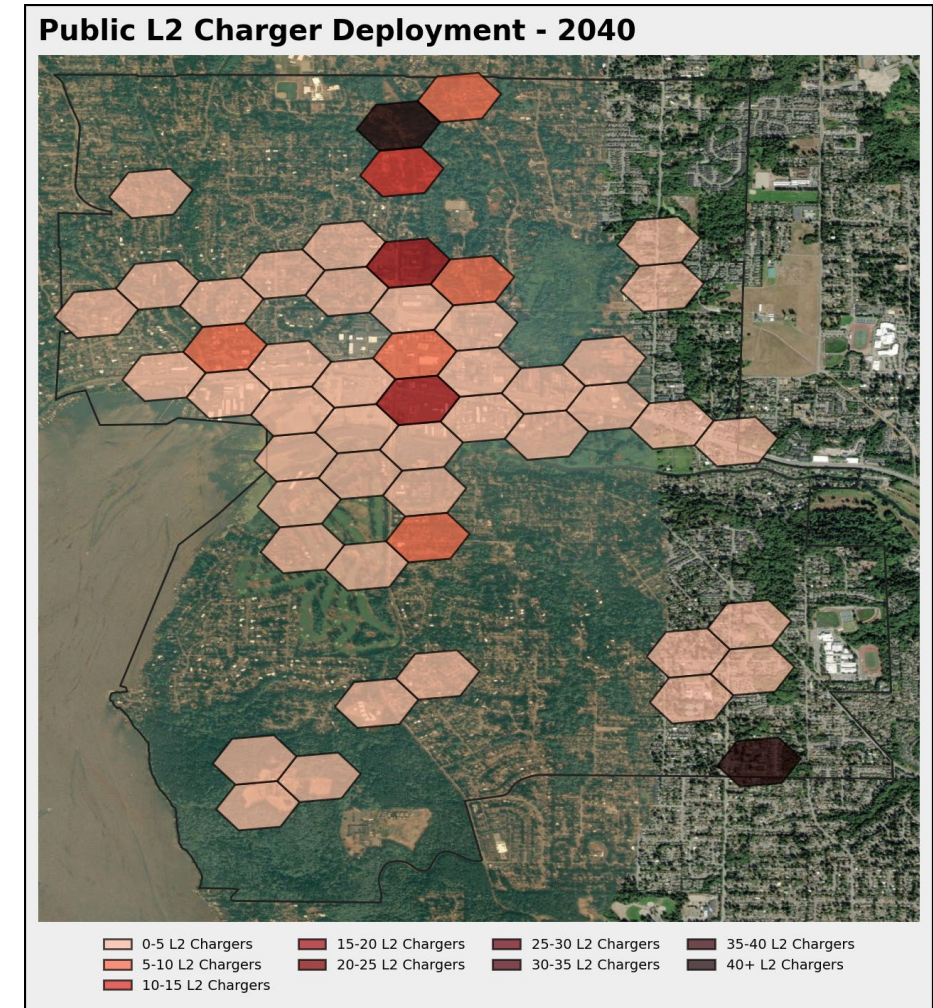 Public L2 Charger Deployment - 2040
0-5 L2 Chargers
5-10 L2 Chargers
10-15 L2 Chargers
15-20 L2 Chargers
20-25 L2 Chargers
25-30 L2 Chargers
30-35 L2 Chargers
35-40 L2 Chargers
40+ L2 Chargers